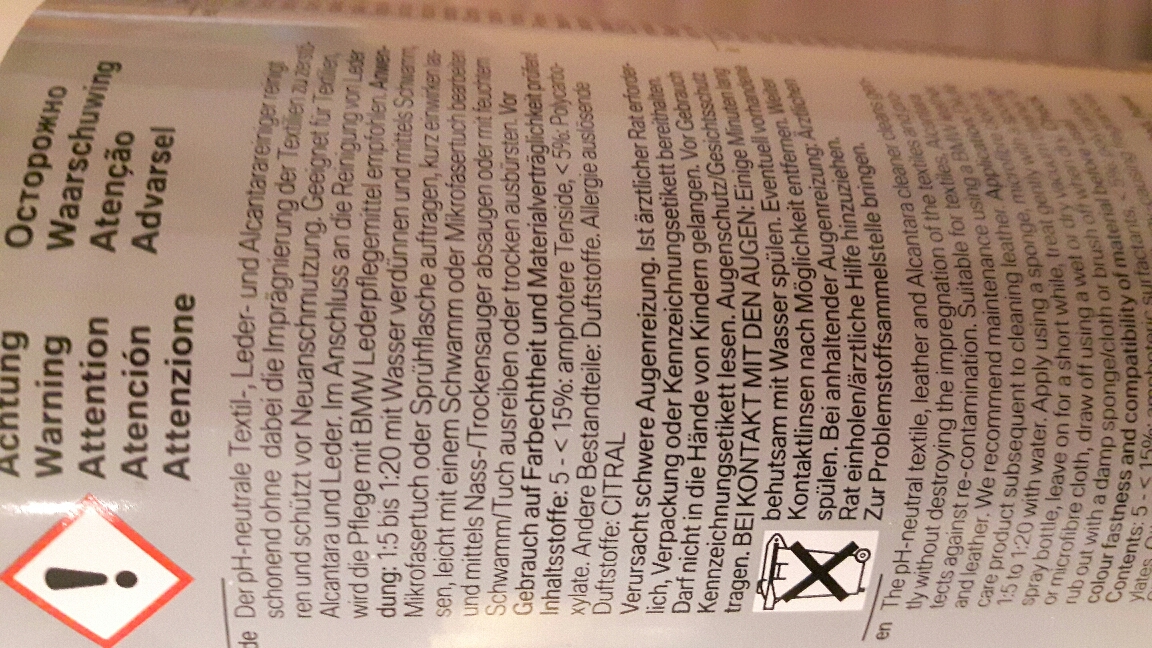 Achtung
Warning
Attention
Atención
Attenzione
Осторожно
Waarschuwing
Atenção
Advarsel
de Der pH-neutrale Textil-, Leder- und Alcantarareiniger reinigt
schonend ohne dabei die Imprägnierung der Textilien zu zerstö-
ren und schützt vor Neuanschmutzung. Geeignet für Textilien,
Alcantara und Leder. Im Anschluss an die Reinigung von Leder
wird die Pflege mit BMW Lederpflegemittel empfohlen. Anwen-
dung: 1:5 bis 1:20 mit Wasser verdünnen und mittels Schwamm,
Mikrofasertuch oder Sprühflasche auftragen, kurz einwirken las-
sen, leicht mit einem Schwamm oder Mikrofasertuch bearbeiten
und mittels Nass-/Trockensauger absaugen oder mit feuchtem
Schwamm/Tuch ausreiben oder trocken ausbürsten. Vor
Gebrauch auf Farbechtheit und Materialverträglichkeit prüfen!
Inhaltsstoffe: 5 - < 15%: amphotere Tenside, < 5%: Polycarbo-
xylate. Andere Bestandteile: Duftstoffe. Allergie auslösende
Duftstoffe: CITRAL
Verursacht schwere Augenreizung. Ist ärztlicher Rat erforder-
lich, Verpackung oder Kennzeichnungsetikett bereithalten.
Darf nicht in die Hände von Kindern gelangen. Vor Gebrauch
Kennzeichnungsetikett lesen. Augenschutz/Gesichtsschutz
tragen. BEI KONTAKT MIT DEN AUGEN: Einige Minuten lang
behutsam mit Wasser spülen. Eventuell vorhandene
Kontaktlinsen nach Möglichkeit entfernen. Weiter
spülen. Bei anhaltender Augenreizung: Ärztlichen
Rat einholen/ärztliche Hilfe hinzuziehen.
Zur Problemstoffsammelstelle bringen.
en The pH-neutral textile, leather and Alcantara cleaner cleans gen-
tly without destroying the impregnation of the textiles and pro-
tects against re-contamination. Suitable for textiles, Alcantara
and leather. We recommend maintenance using a BMW
care product subsequent to cleaning leather. Application:
1:5 to 1:20 with water. Apply using a sponge,
spray bottle, leave on for a short while, treat gently
or microfibre cloth, draw off using a wet or dry vacuum
rub out with a damp sponge/cloth or brush off
colour fastness and compatibility of materials
Contents: 5 - < 15%: